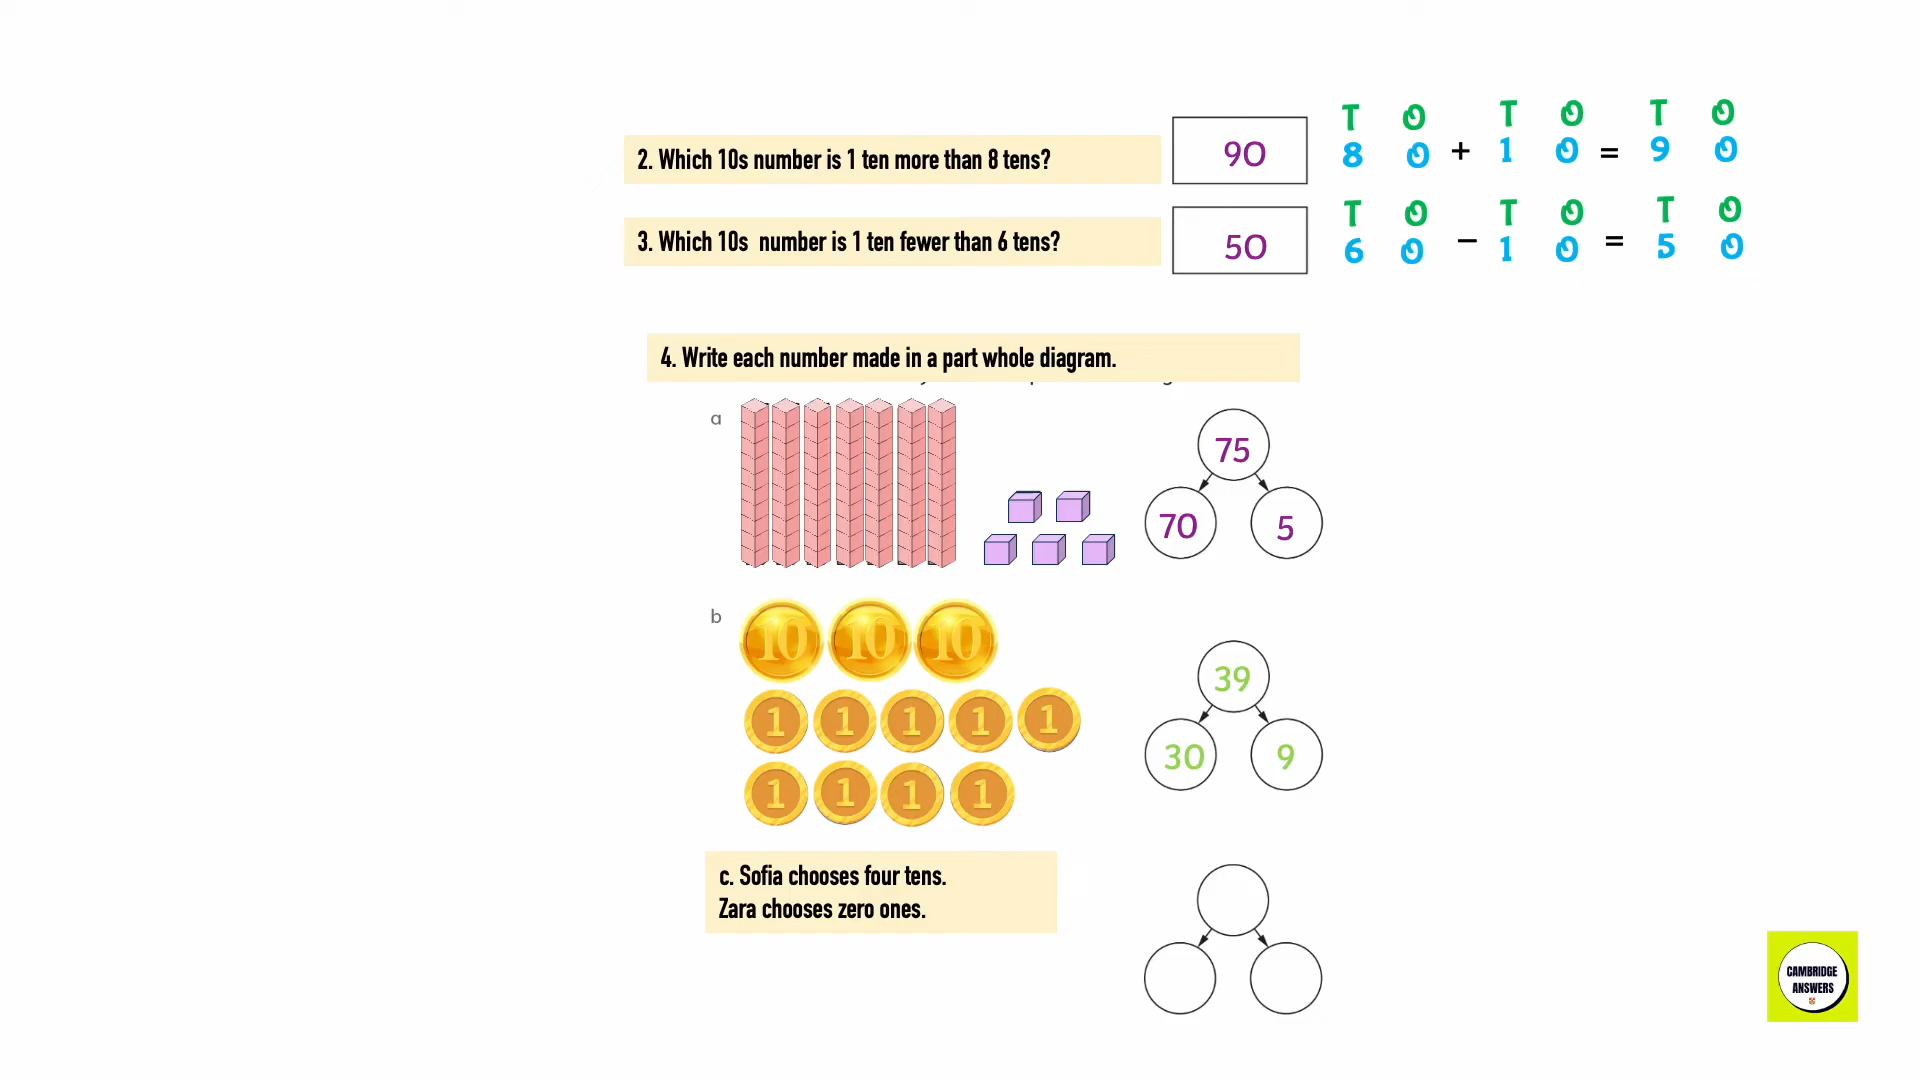 T O T O T O
2. Which 10s number is 1 ten more than 8 tens? 90 8 0 + 1 0 = 9 0
T O T O T O
3. Which 10s number is 1 ten fewer than 6 tens? 50 6 0 - 1 0 = 5 0
4. Write each number made in a part whole diagram.
a
75
70 5
b
10 10 10
39
1 1 1 1 1
30 9
1 1 1 1
c. Sofia chooses four tens.
Zara chooses zero ones.
CAMBRIDGE
ANSWERS